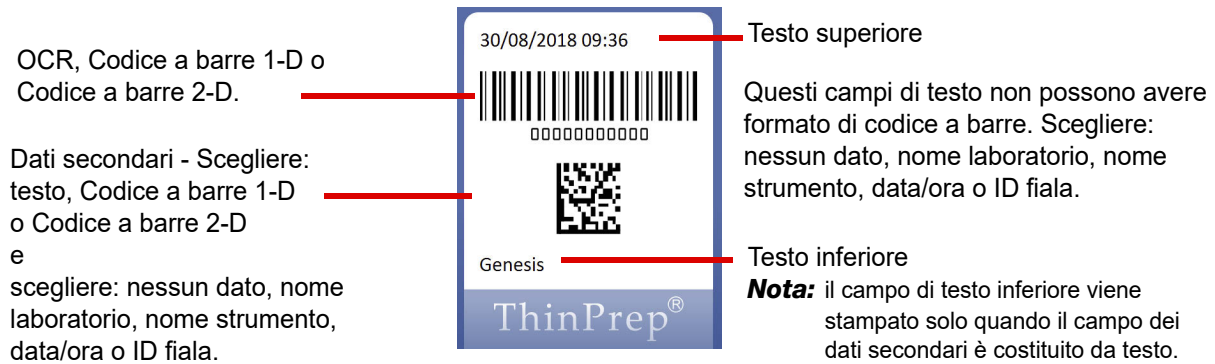 OCR, Codice a barre 1-D o
Codice a barre 2-D.
Dati secondari - Scegliere:
testo, Codice a barre 1-D
o Codice a barre 2-D
e
scegliere: nessun dato, nome
laboratorio, nome strumento,
data/ora o ID fiala.
30/08/2018 09:36
00000000000
Genesis
ThinPrep®
Testo superiore
Questi campi di testo non possono avere
formato di codice a barre. Scegliere:
nessun dato, nome laboratorio, nome
strumento, data/ora o ID fiala.
Testo inferiore
Nota: il campo di testo inferiore viene
stampato solo quando il campo dei
dati secondari è costituito da testo.